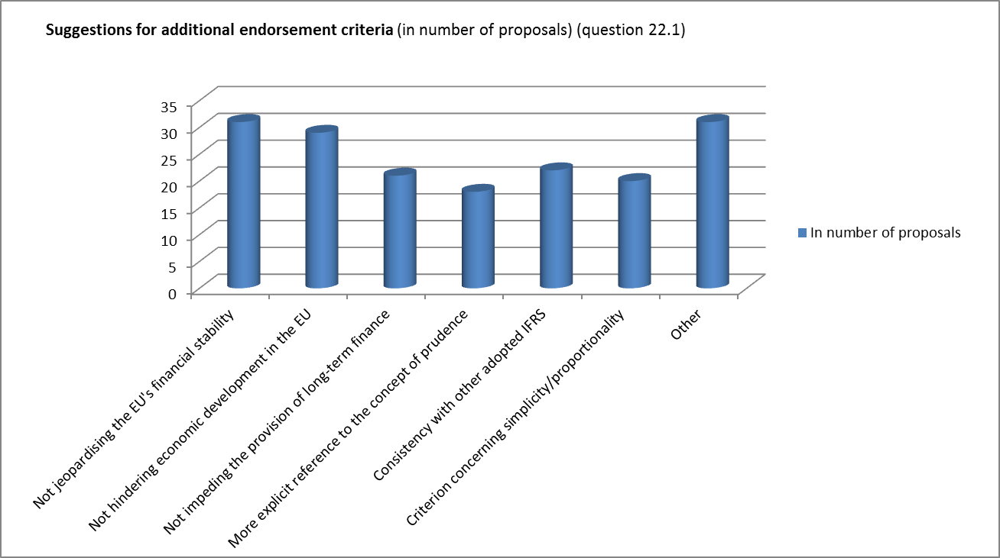 Suggestions for additional endorsement criteria (in number of proposals) (question 22.1)
35
30
25
20
15
10
5
0
Not jeopardising the EU's financial stability
Not hindering economic development in the EU
Not impeding the provision of long-term finance
More explicit reference to the concept of prudence
Consistency with other adopted IFRS
Criterion concerning simplicity/proportionality
Other
In number of proposals